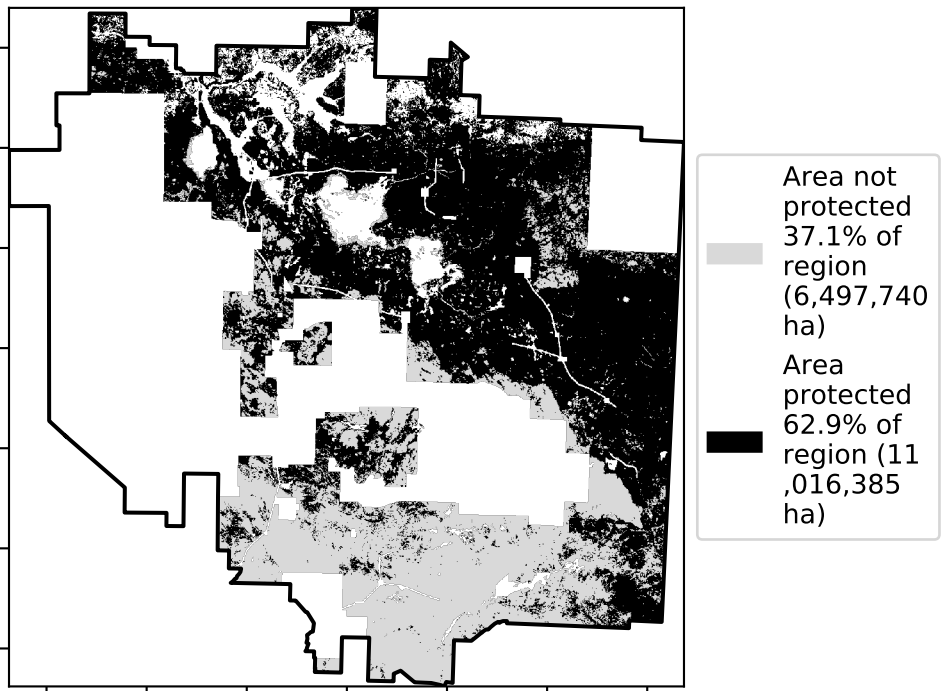 Area not
protected
37.1% of
region
(6,497,740
ha)
Area
protected
62.9% of
region (11
,016,385
ha)